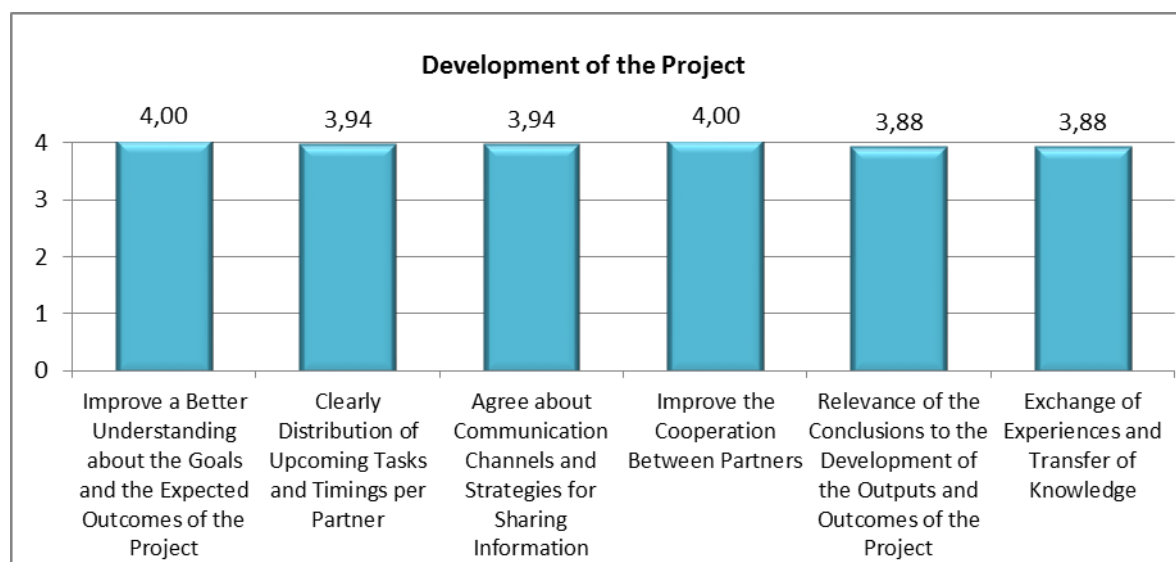 Development of the Project
4,00
3,94
3,94
4,00
3,88
3,88
4
3
2
1
0
Improve a Better
Understanding
about the Goals
and the Expected
Outcomes of the
Project
Clearly
Distribution of
Upcoming Tasks
and Timings per
Partner
Agree about
Communication
Channels and
Strategies for
Sharing
Information
Improve the
Cooperation
Between Partners
Relevance of the
Conclusions to the
Development of
the Outputs and
Outcomes of the
Project
Exchange of
Experiences and
Transfer of
Knowledge